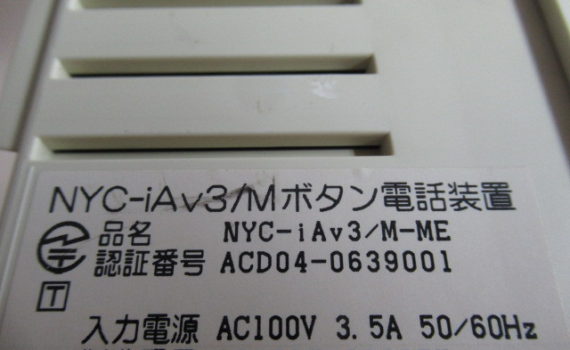 NYC-iAv3/Mボタン電話装置
品名 NYC-iAv3/M-ME
認証番号 ACD04-0639001
T
入力電源 AC100V 3.5A 50/60Hz